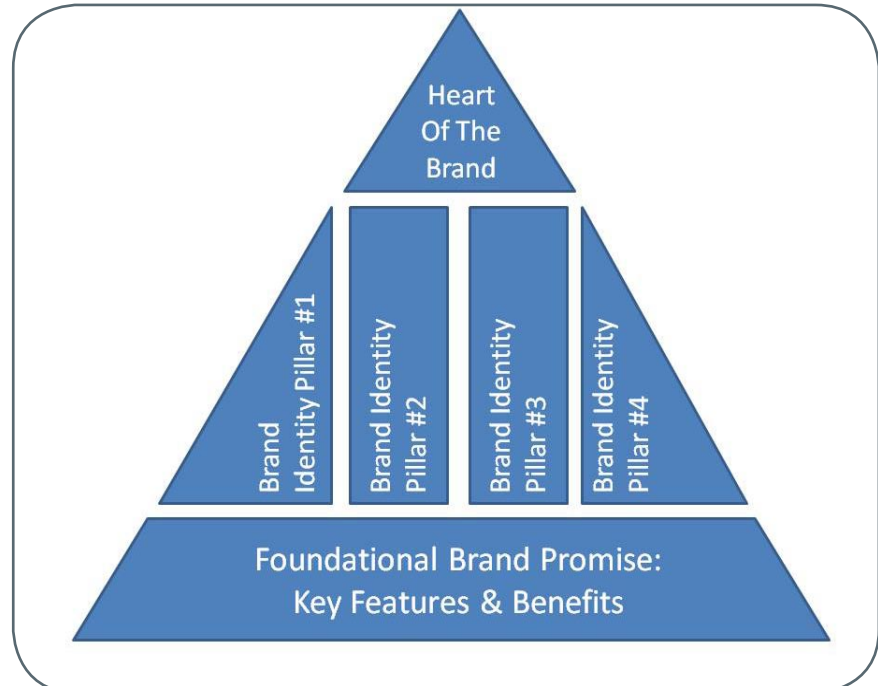 Heart
Of The
Brand
Brand
Identity Pillar #1
Brand Identity
Pillar #2
Brand Identity
Pillar #3
Brand Identity
Pillar #4
Foundational Brand Promise:
Key Features & Benefits